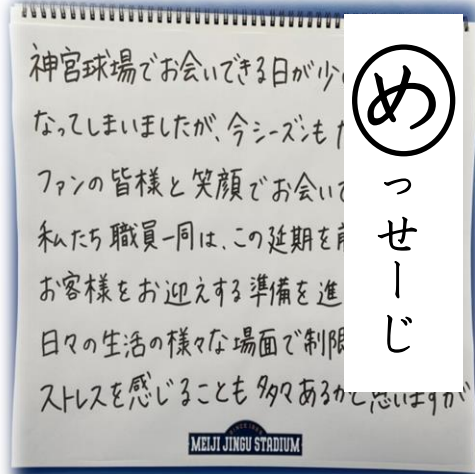 神宮球場でお会いできる日が少
なってしまいましたが、今シーズンも
ファンの皆様と笑顔でお会いで
私たち職員一同は、この延期を前
お客様をお迎えする準備を進
日々の生活の様々な場面で制限
ストレスを感じることも多々あるかと思いますが
MEIJI JINGU STADIUM
めっせーじ